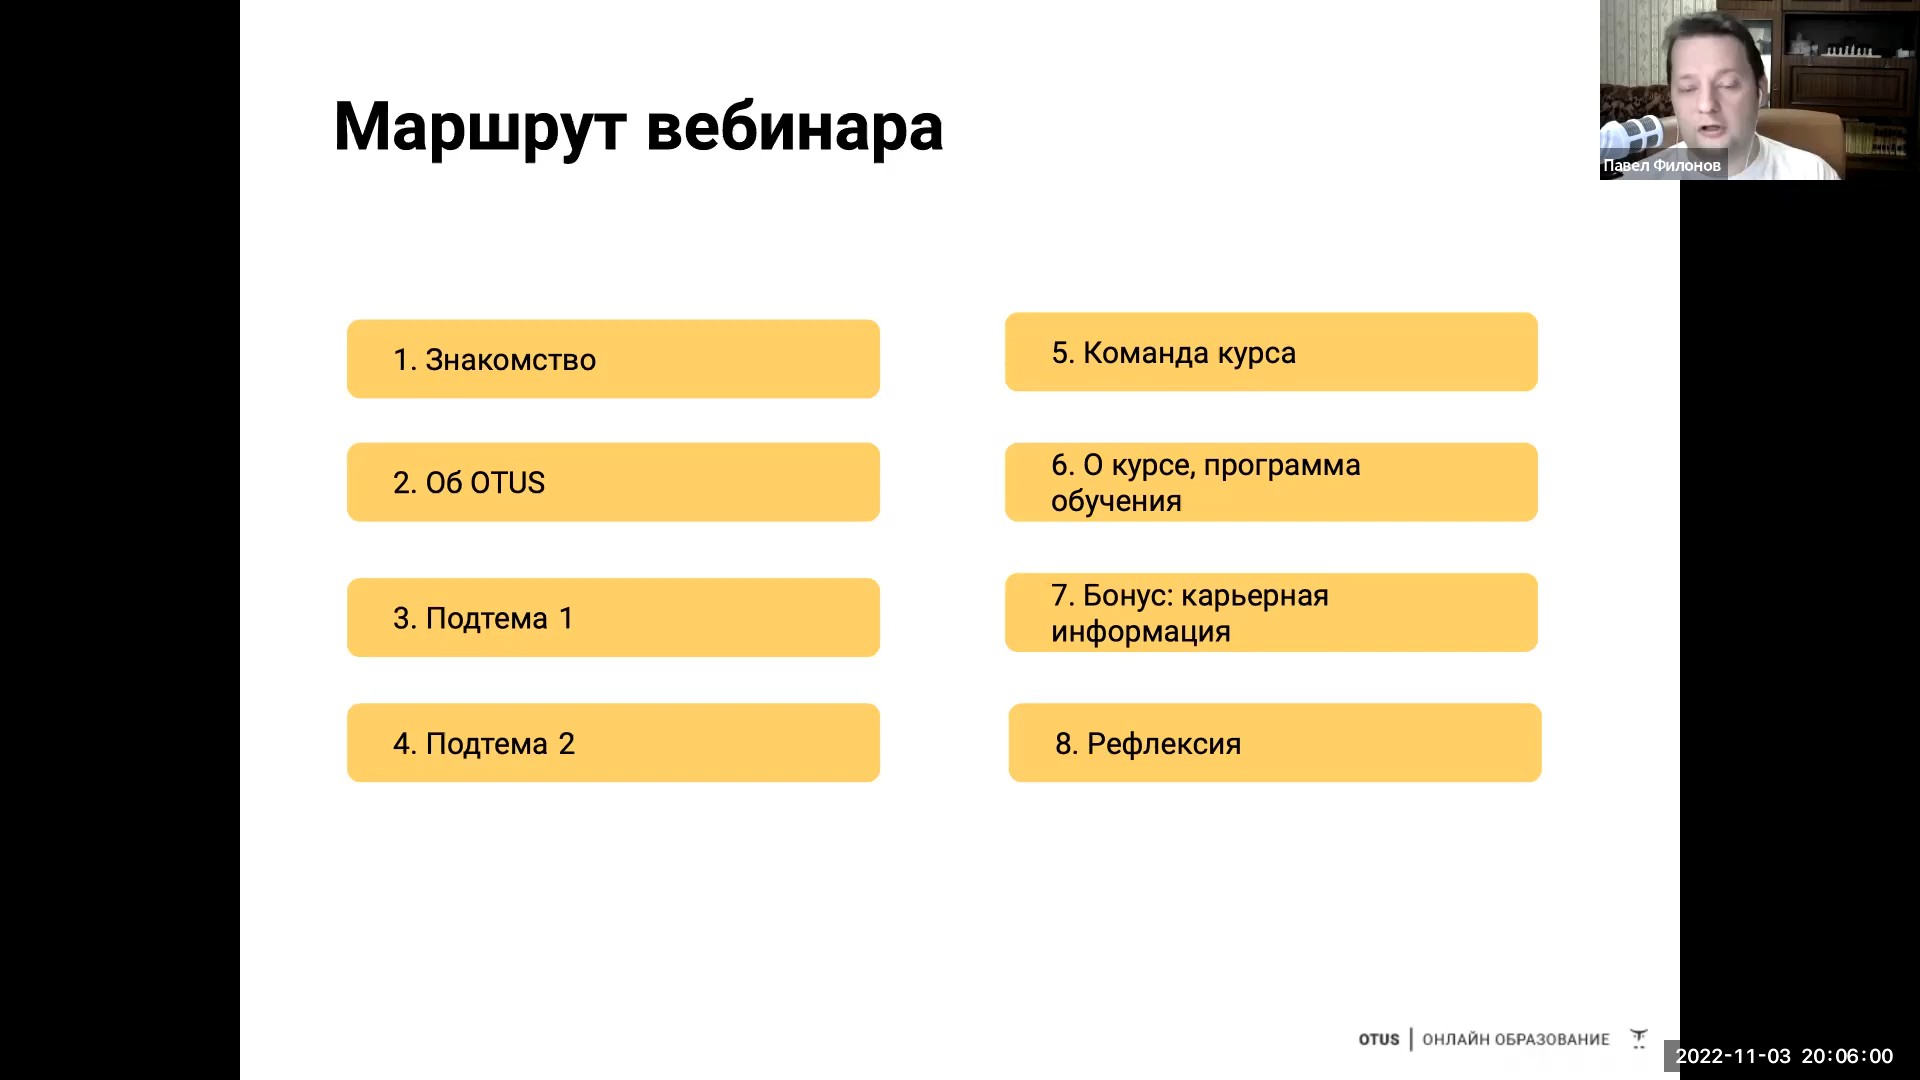 Маршрут вебинара
1. Знакомство
2. Об OTUS
3. Подтема 1
4. Подтема 2
5. Команда курса
6. О курсе, программа
обучения
7. Бонус: карьерная
информация
8. Рефлексия
Павел Филонов
OTUS | ОНЛАЙН ОБРАЗОВАНИЕ
2022-11-03 20:06:00